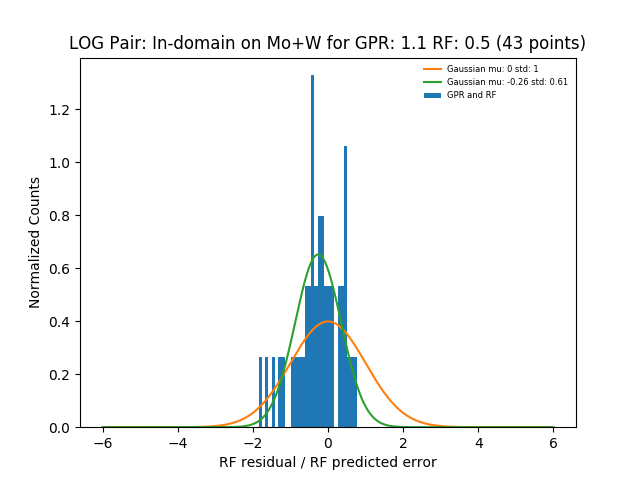 LOG Pair: In-domain on Mo+W for GPR: 1.1 RF: 0.5 (43 points)
Gaussian mu: 0 std: 1
Gaussian mu: -0.26 std: 0.61
GPR and RF
Normalized Counts
1.2
1.0
0.8
0.6
0.4
0.2
0.0
−6 −4 −2 0 2 4 6
RF residual / RF predicted error